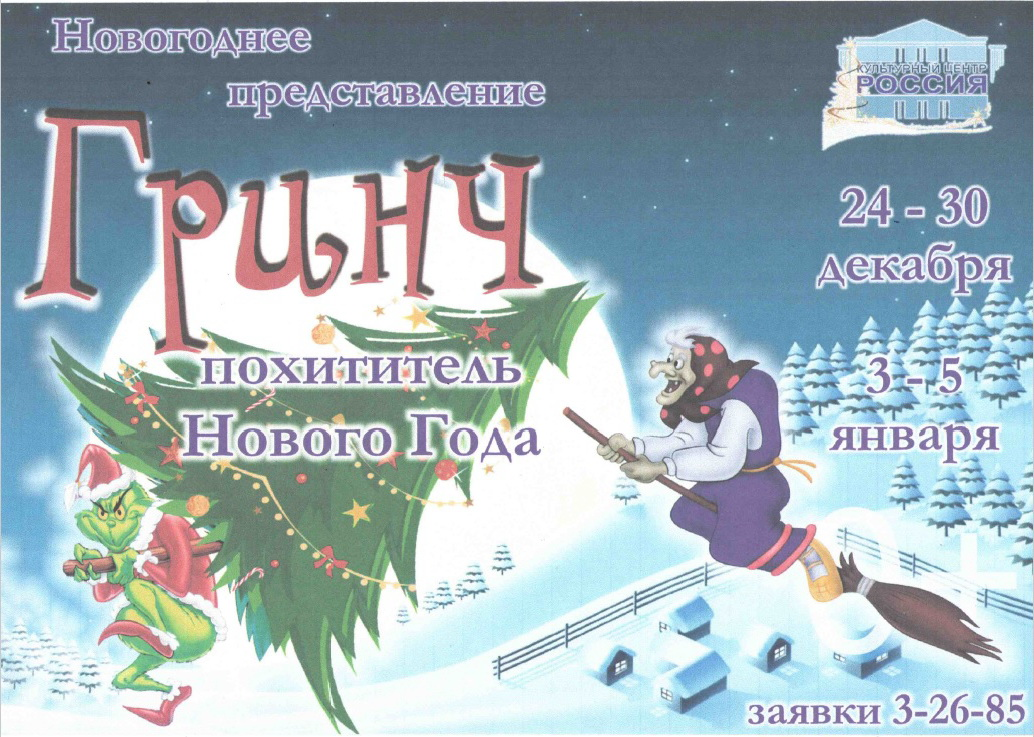 Новогоднее
представление
Гринч
похититель
Нового Года
КУЛЬТУРНЫЙ ЦЕНТР
РОССИЯ
24 - 30
декабря
3 - 5
января
0+
заявки 3-26-85